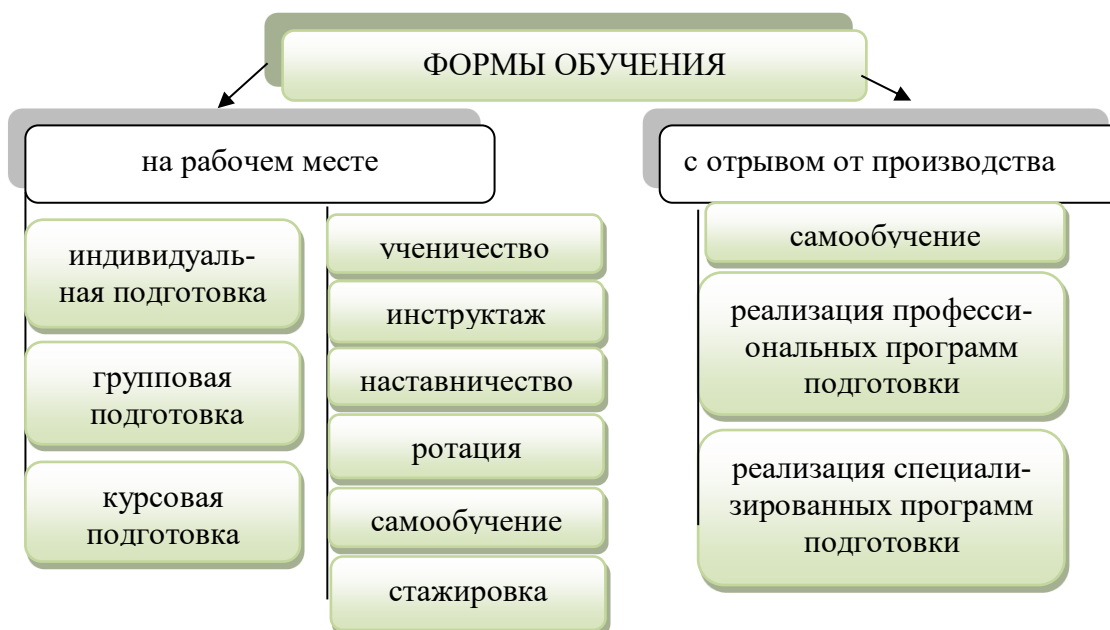 ФОРМЫ ОБУЧЕНИЯ
на рабочем месте
индивидуаль-
ная подготовка
групповая
подготовка
курсовая
подготовка
ученичество
инструктаж
наставничество
ротация
самообучение
стажировка
с отрывом от производства
самообучение
реализация професси-
ональных программ
подготовки
реализация специали-
зированных программ
подготовки